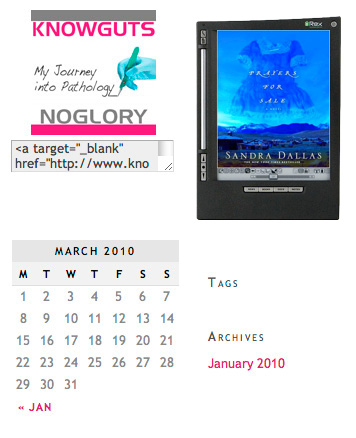 KNOWGUTS
My Journey
into Pathology
NOGLORY
<a target="_blank"
href="http://www.kno
iRex
PRAYERS
FOR
SALE
SANDRA DALLAS
MARCH 2010
M T W T F S S
1 2 3 4 5 6 7
8 9 10 11 12 13 14
15 16 17 18 19 20 21
22 23 24 25 26 27 28
29 30 31
« JAN
TAGS
ARCHIVES
January 2010